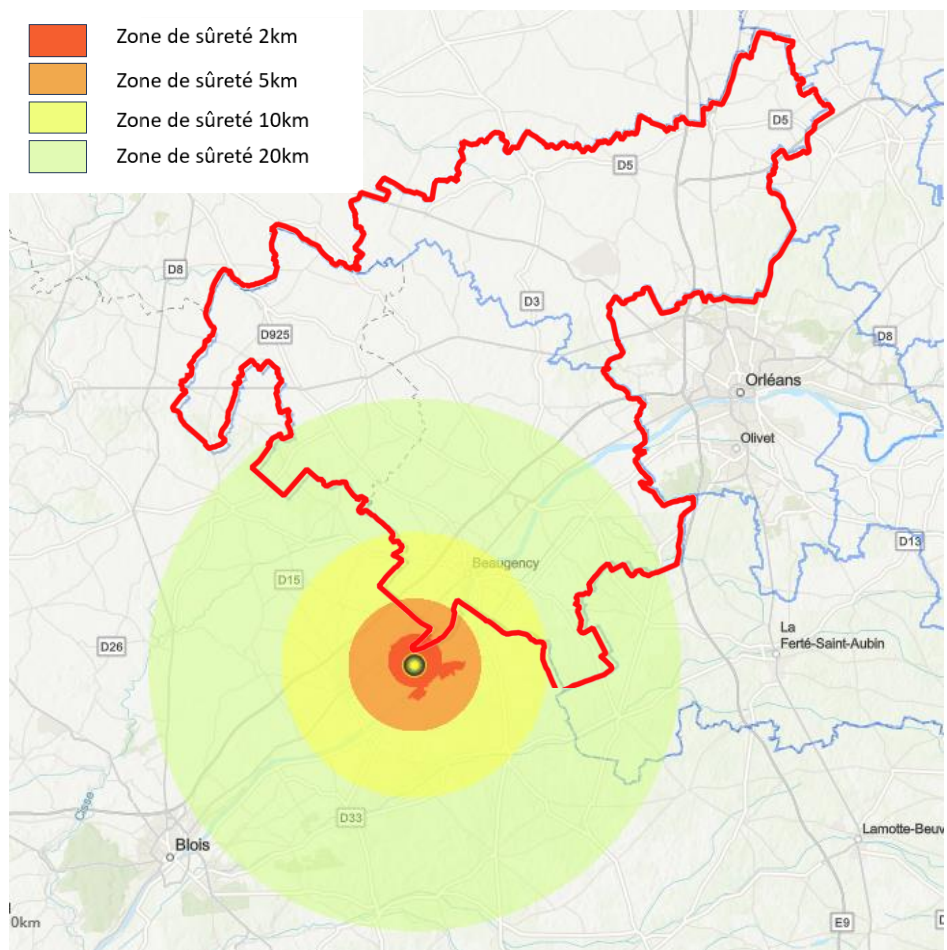 Zone de sûreté 2km
Zone de sûreté 5km
Zone de sûreté 10km
Zone de sûreté 20km
D5
D5
D8
D3
D925
D8
Orléans
Olivet
D13
Beaugency
D15
D26
La
Ferté-Saint-Aubin
Cisse
D33
Lamotte-Beuv
Blois
0km
E9
D